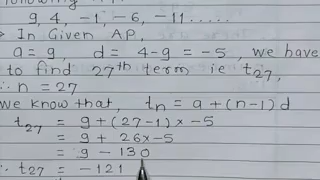 9, 4, -1, -6, -11.....
In Given AP,
a = 9, d = 4-9 = -5, we have
to find 27th term ie t27,
∴ n = 27
we know that, tn = a+(n-1)d
t27 = 9+(27-1)×-5
= 9+ 26×-5
= 9 - 130
∴ t27 = -121